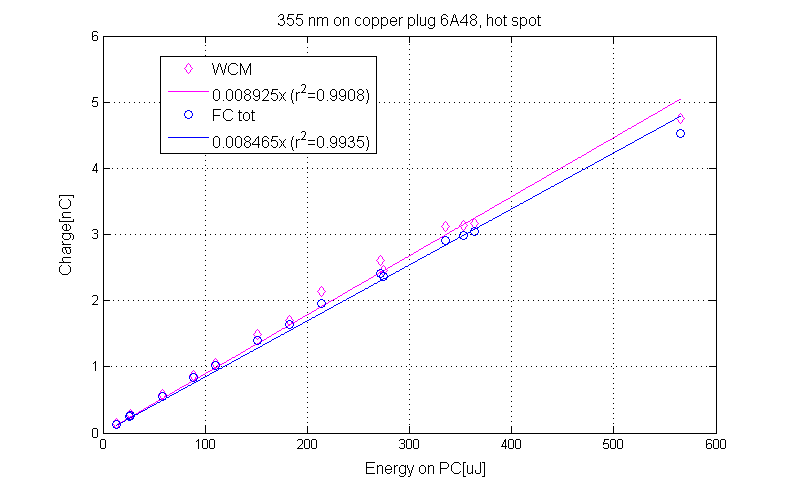 355 nm on copper plug 6A48, hot spot
6
5
4
3
2
1
0
Charge[nC]
WCM
0.008925x (r²=0.9908)
FC tot
0.008465x (r²=0.9935)
0 100 200 300 400 500 600
Energy on PC[uJ]